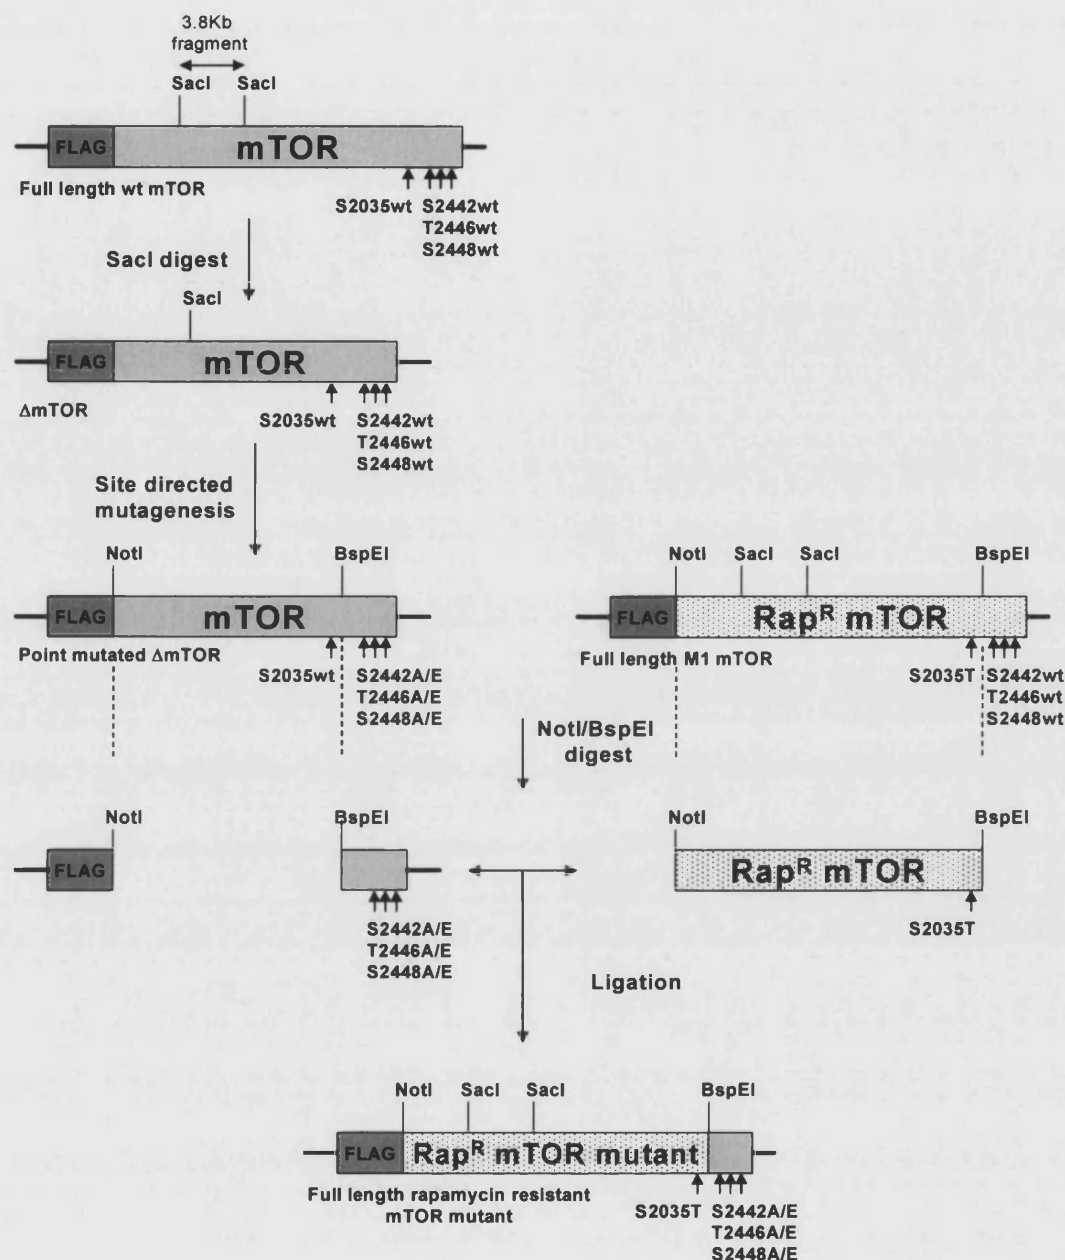 3.8Kb
fragment
SacI SacI
FLAG mTOR
Full length wt mTOR
S2035wt S2442wt
T2446wt
S2448wt
SacI digest
SacI
FLAG mTOR
ΔmTOR
S2035wt S2442wt
T2446wt
S2448wt
Site directed
mutagenesis
NotI BspEI
FLAG mTOR
Point mutated ΔmTOR
S2035wt S2442A/E
T2446A/E
S2448A/E
NotI SacI SacI BspEI
FLAG Rapᴿ mTOR
Full length M1 mTOR
S2035T S2442wt
T2446wt
S2448wt
NotI/BspEI
digest
NotI BspEI
FLAG
S2442A/E
T2446A/E
S2448A/E
NotI BspEI
Rapᴿ mTOR
S2035T
Ligation
NotI SacI SacI BspEI
FLAG Rapᴿ mTOR mutant
Full length rapamycin resistant
mTOR mutant
S2035T S2442A/E
T2446A/E
S2448A/E